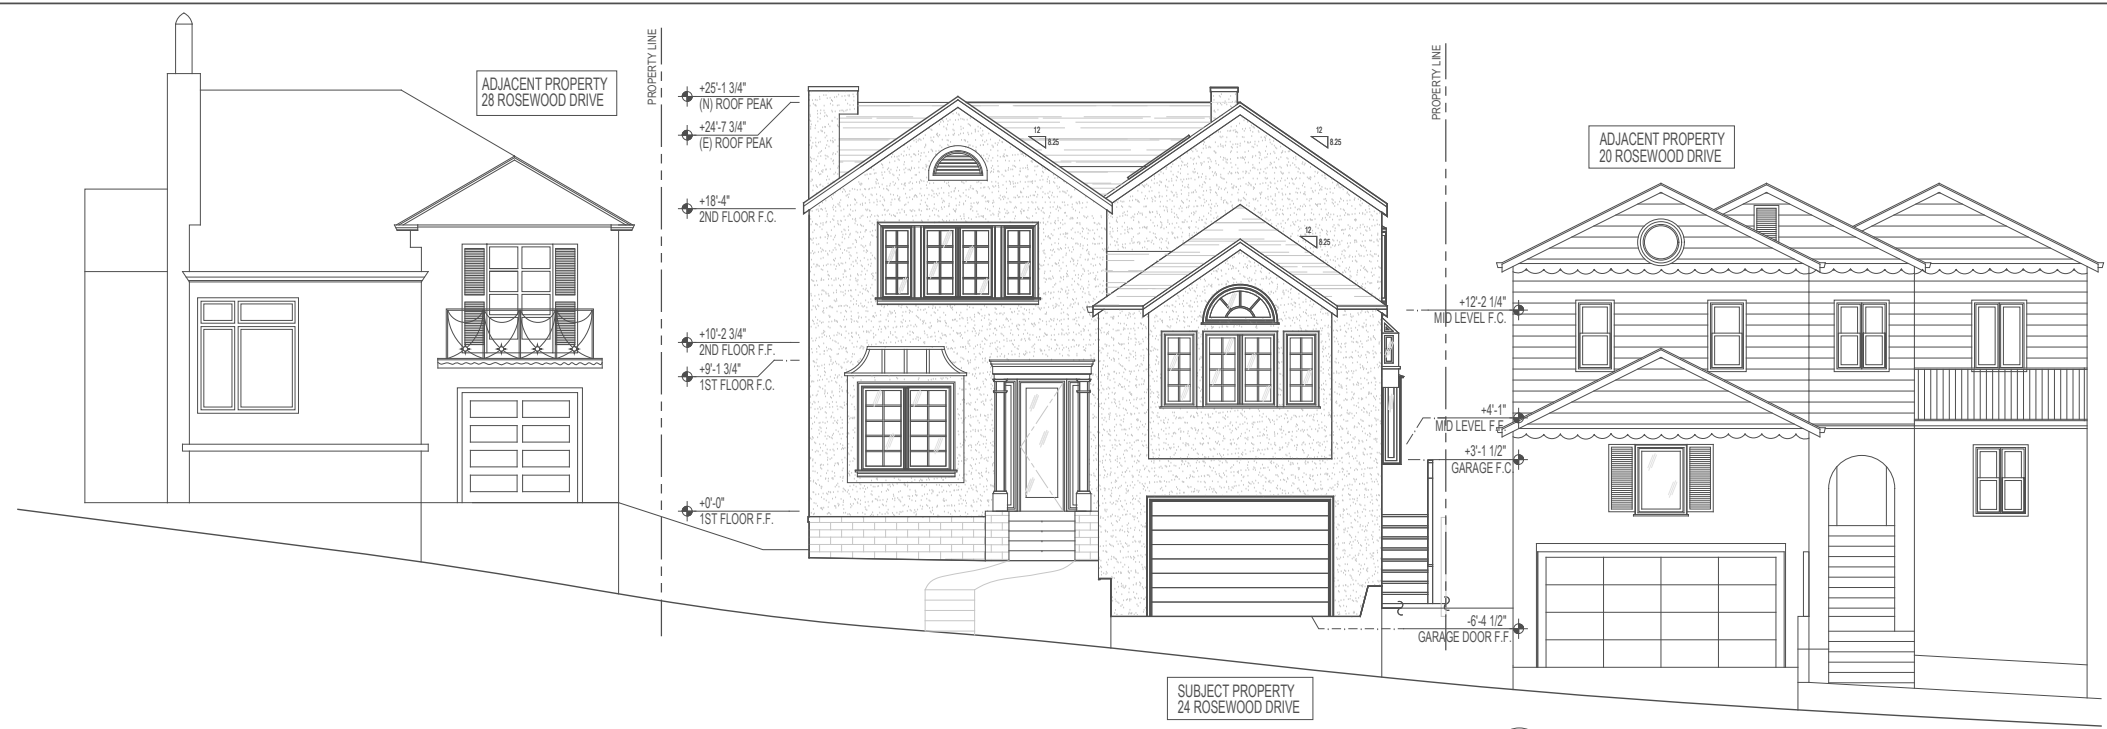 ADJACENT PROPERTY
28 ROSEWOOD DRIVE
PROPERTY LINE
+25'-1 3/4"
(N) ROOF PEAK
+24'-7 3/4"
(E) ROOF PEAK
+18'-4"
2ND FLOOR F.C.
+10'-2 3/4"
2ND FLOOR F.F.
+9'-1 3/4"
1ST FLOOR F.C.
+0'-0"
1ST FLOOR F.F.
12
8.25
12
8.25
12
8.25
PROPERTY LINE
ADJACENT PROPERTY
20 ROSEWOOD DRIVE
+12'-2 1/4"
MID LEVEL F.C.
+4'-1"
MID LEVEL F.F.
+3'-1 1/2"
GARAGE F.C.
-6'-4 1/2"
GARAGE DOOR F.F.
SUBJECT PROPERTY
24 ROSEWOOD DRIVE